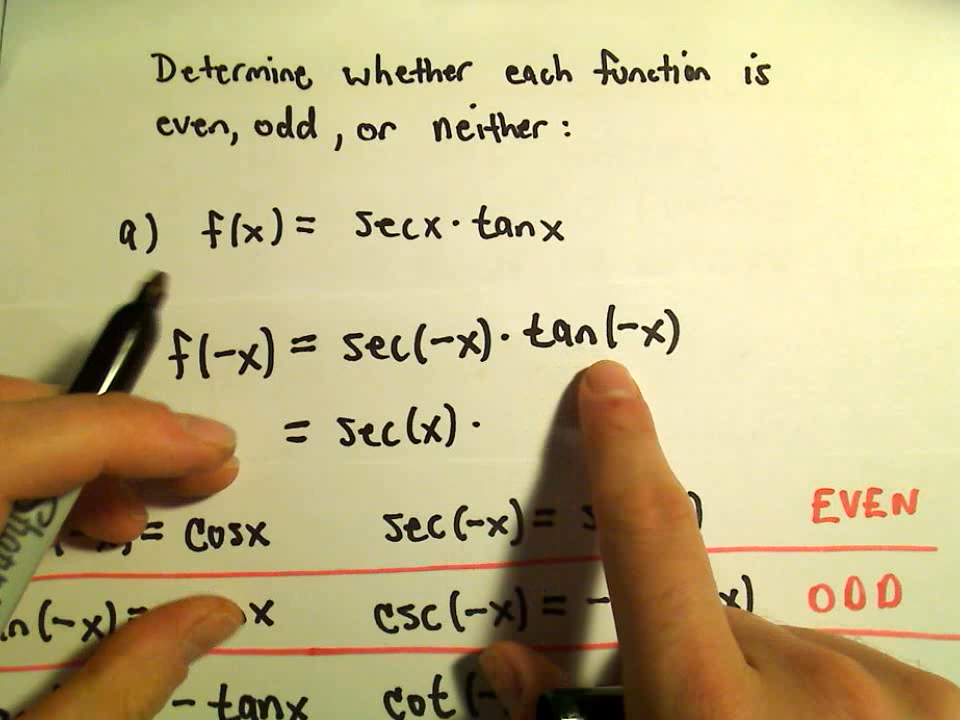 Determine whether each function is
even, odd, or neither:
a) f(x) = secx · tanx
f(-x) = sec(-x) · tan(-x)
= sec(x) ·
= cosx sec(-x) = EVEN
(-x) = x csc(-x) = - x) ODD
- tanx cot(-